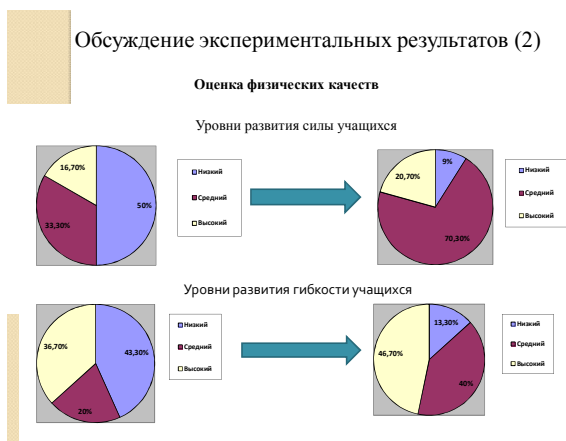 Обсуждение экспериментальных результатов (2)
Оценка физических качеств
Уровни развития силы учащихся
16,70%
50%
33,30%
Низкий
Средний
Высокий
9%
20,70%
70,30%
Низкий
Средний
Высокий
Уровни развития гибкости учащихся
36,70%
43,30%
20%
Низкий
Средний
Высокий
13,30%
46,70%
40%
Низкий
Средний
Высокий